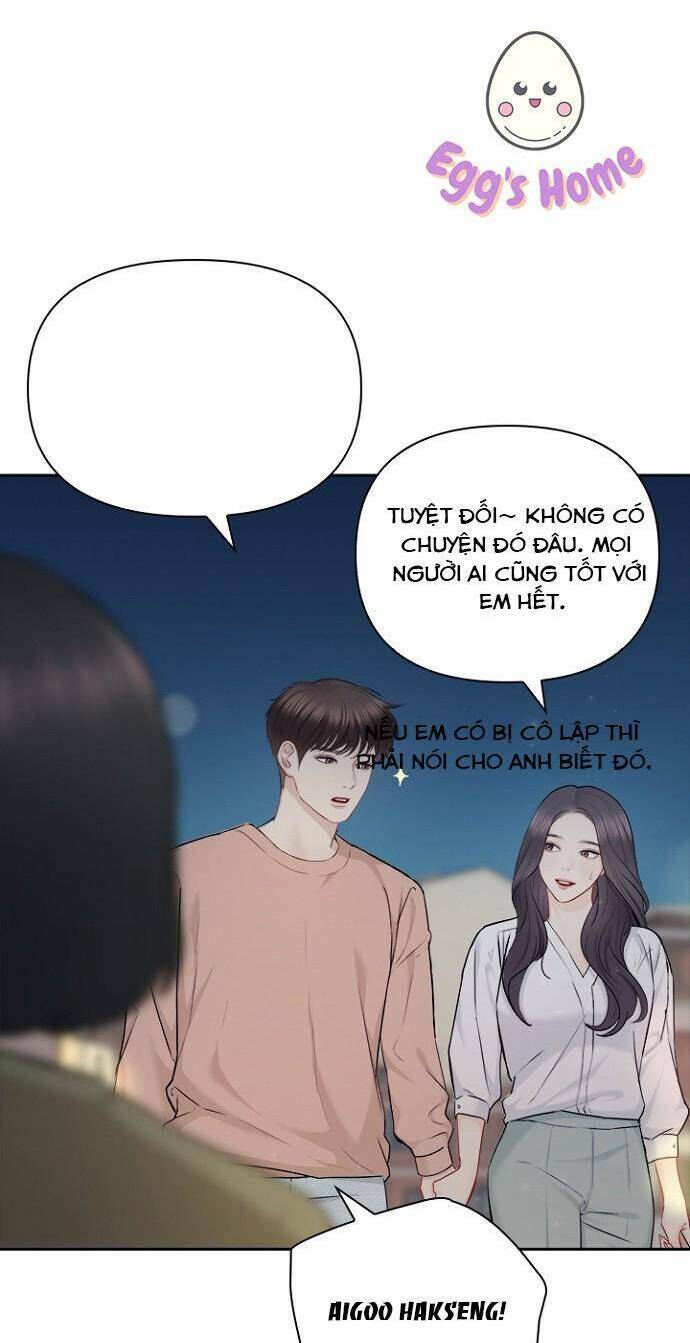 Egg's Home
TUYỆT ĐỐI~ KHÔNG CÓ
CHUYỆN ĐÓ ĐÂU. MỌI
NGƯỜI AI CŨNG TỐT VỚI
EM HẾT.
NẾU EM CÓ BỊ CÔ LẬP THÌ
PHẢI NÓI CHO ANH BIẾT ĐÓ.
AIGOO HAKSENG!